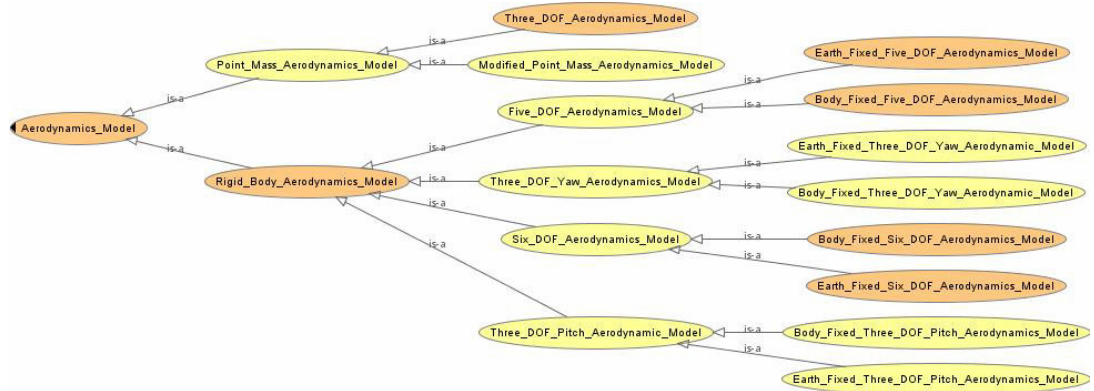 Three_DOF_Aerodynamics_Model
is-a
Point_Mass_Aerodynamics_Model
is-a
Modified_Point_Mass_Aerodynamics_Model
Earth_Fixed_Five_DOF_Aerodynamics_Model
is-a
is-a
Body_Fixed_Five_DOF_Aerodynamics_Model
is-a
Five_DOF_Aerodynamics_Model
Aerodynamics_Model
is-a
is-a
Earth_Fixed_Three_DOF_Yaw_Aerodynamics_Model
is-a
Rigid_Body_Aerodynamics_Model
is-a
Three_DOF_Yaw_Aerodynamics_Model
is-a
Body_Fixed_Three_DOF_Yaw_Aerodynamic_Model
is-a
Six_DOF_Aerodynamics_Model
is-a
Body_Fixed_Six_DOF_Aerodynamics_Model
is-a
is-a
Earth_Fixed_Six_DOF_Aerodynamics_Model
Three_DOF_Pitch_Aerodynamic_Model
is-a
Body_Fixed_Three_DOF_Pitch_Aerodynamics_Model
is-a
Earth_Fixed_Three_DOF_Pitch_Aerodynamics_Model